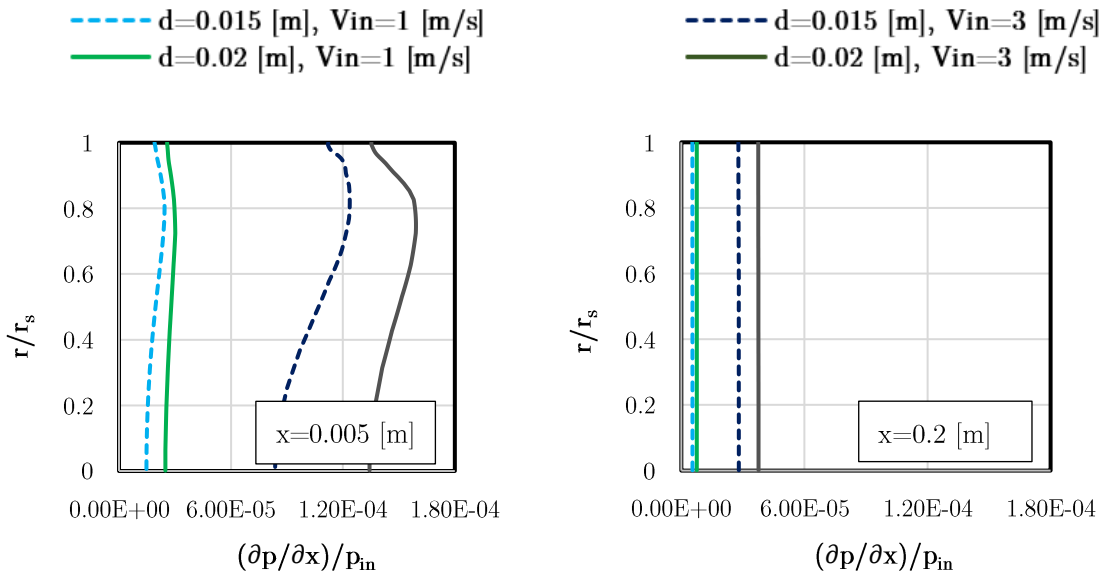 d=0.015 [m], Vin=1 [m/s]
d=0.02 [m], Vin=1 [m/s]
d=0.015 [m], Vin=3 [m/s]
d=0.02 [m], Vin=3 [m/s]
1
0.8
0.6
0.4
0.2
0
r/rₛ
x=0.005 [m]
0.00E+00 6.00E-05 1.20E-04 1.80E-04
(∂p/∂x)/pᵢₙ
1
0.8
0.6
0.4
0.2
0
r/rₛ
x=0.2 [m]
0.00E+00 6.00E-05 1.20E-04 1.80E-04
(∂p/∂x)/pᵢₙ